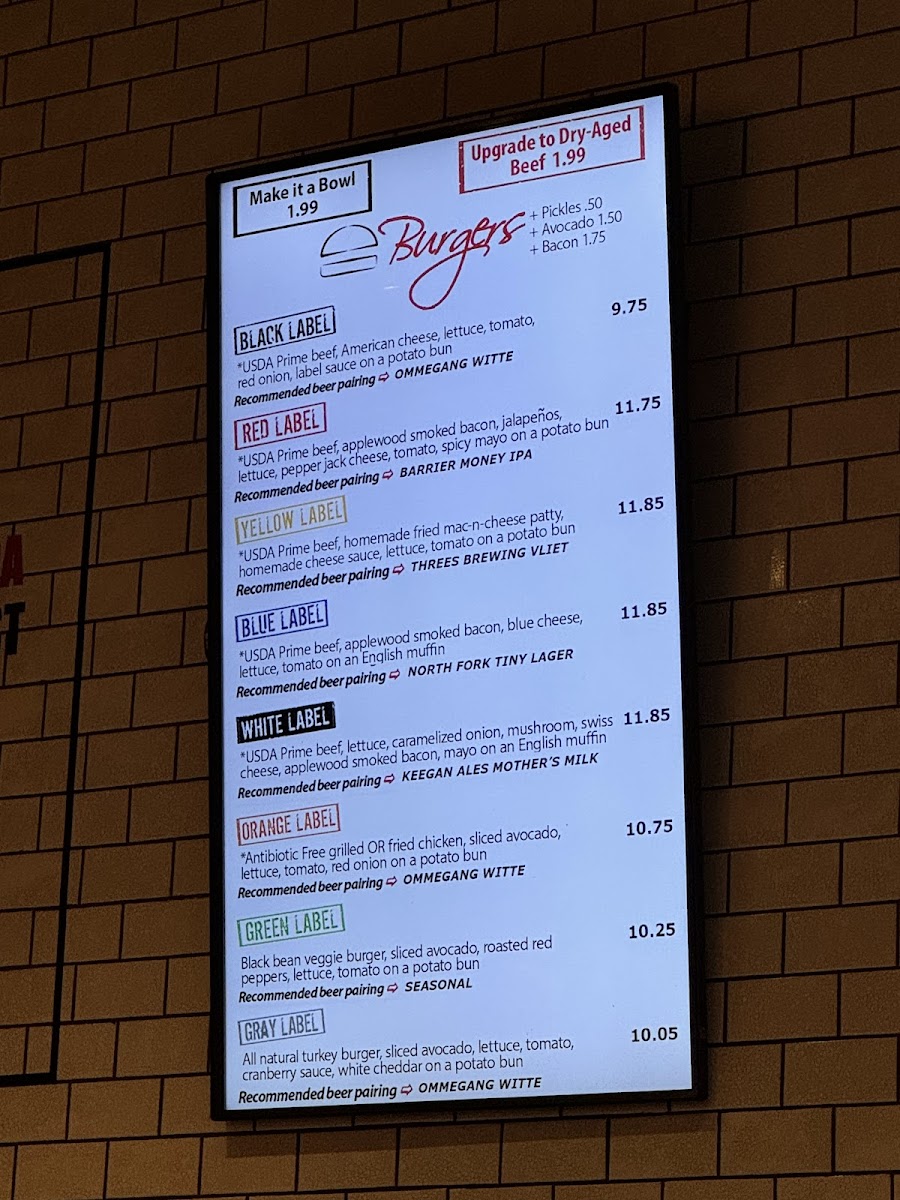 Make it a Bowl
1.99
Upgrade to Dry-Aged
Beef 1.99
Burgers
+ Pickles .50
+ Avocado 1.50
+ Bacon 1.75
BLACK LABEL
9.75
*USDA Prime beef, American cheese, lettuce, tomato,
red onion, label sauce on a potato bun
Recommended beer pairing ⇨ OMMEGANG WITTE
RED LABEL
11.75
*USDA Prime beef, applewood smoked bacon, jalapeños,
lettuce, pepper jack cheese, tomato, spicy mayo on a potato bun
Recommended beer pairing ⇨ BARRIER MONEY IPA
YELLOW LABEL
11.85
*USDA Prime beef, homemade fried mac-n-cheese patty,
homemade cheese sauce, lettuce, tomato on a potato bun
Recommended beer pairing ⇨ THREES BREWING VLIET
BLUE LABEL
11.85
*USDA Prime beef, applewood smoked bacon, blue cheese,
lettuce, tomato on an English muffin
Recommended beer pairing ⇨ NORTH FORK TINY LAGER
WHITE LABEL
11.85
*USDA Prime beef, lettuce, caramelized onion, mushroom, swiss
cheese, applewood smoked bacon, mayo on an English muffin
Recommended beer pairing ⇨ KEEGAN ALES MOTHER'S MILK
ORANGE LABEL
10.75
*Antibiotic Free grilled OR fried chicken, sliced avocado,
lettuce, tomato, red onion on a potato bun
Recommended beer pairing ⇨ OMMEGANG WITTE
GREEN LABEL
10.25
Black bean veggie burger, sliced avocado, roasted red
peppers, lettuce, tomato on a potato bun
Recommended beer pairing ⇨ SEASONAL
GRAY LABEL
10.05
All natural turkey burger, sliced avocado, lettuce, tomato,
cranberry sauce, white cheddar on a potato bun
Recommended beer pairing ⇨ OMMEGANG WITTE